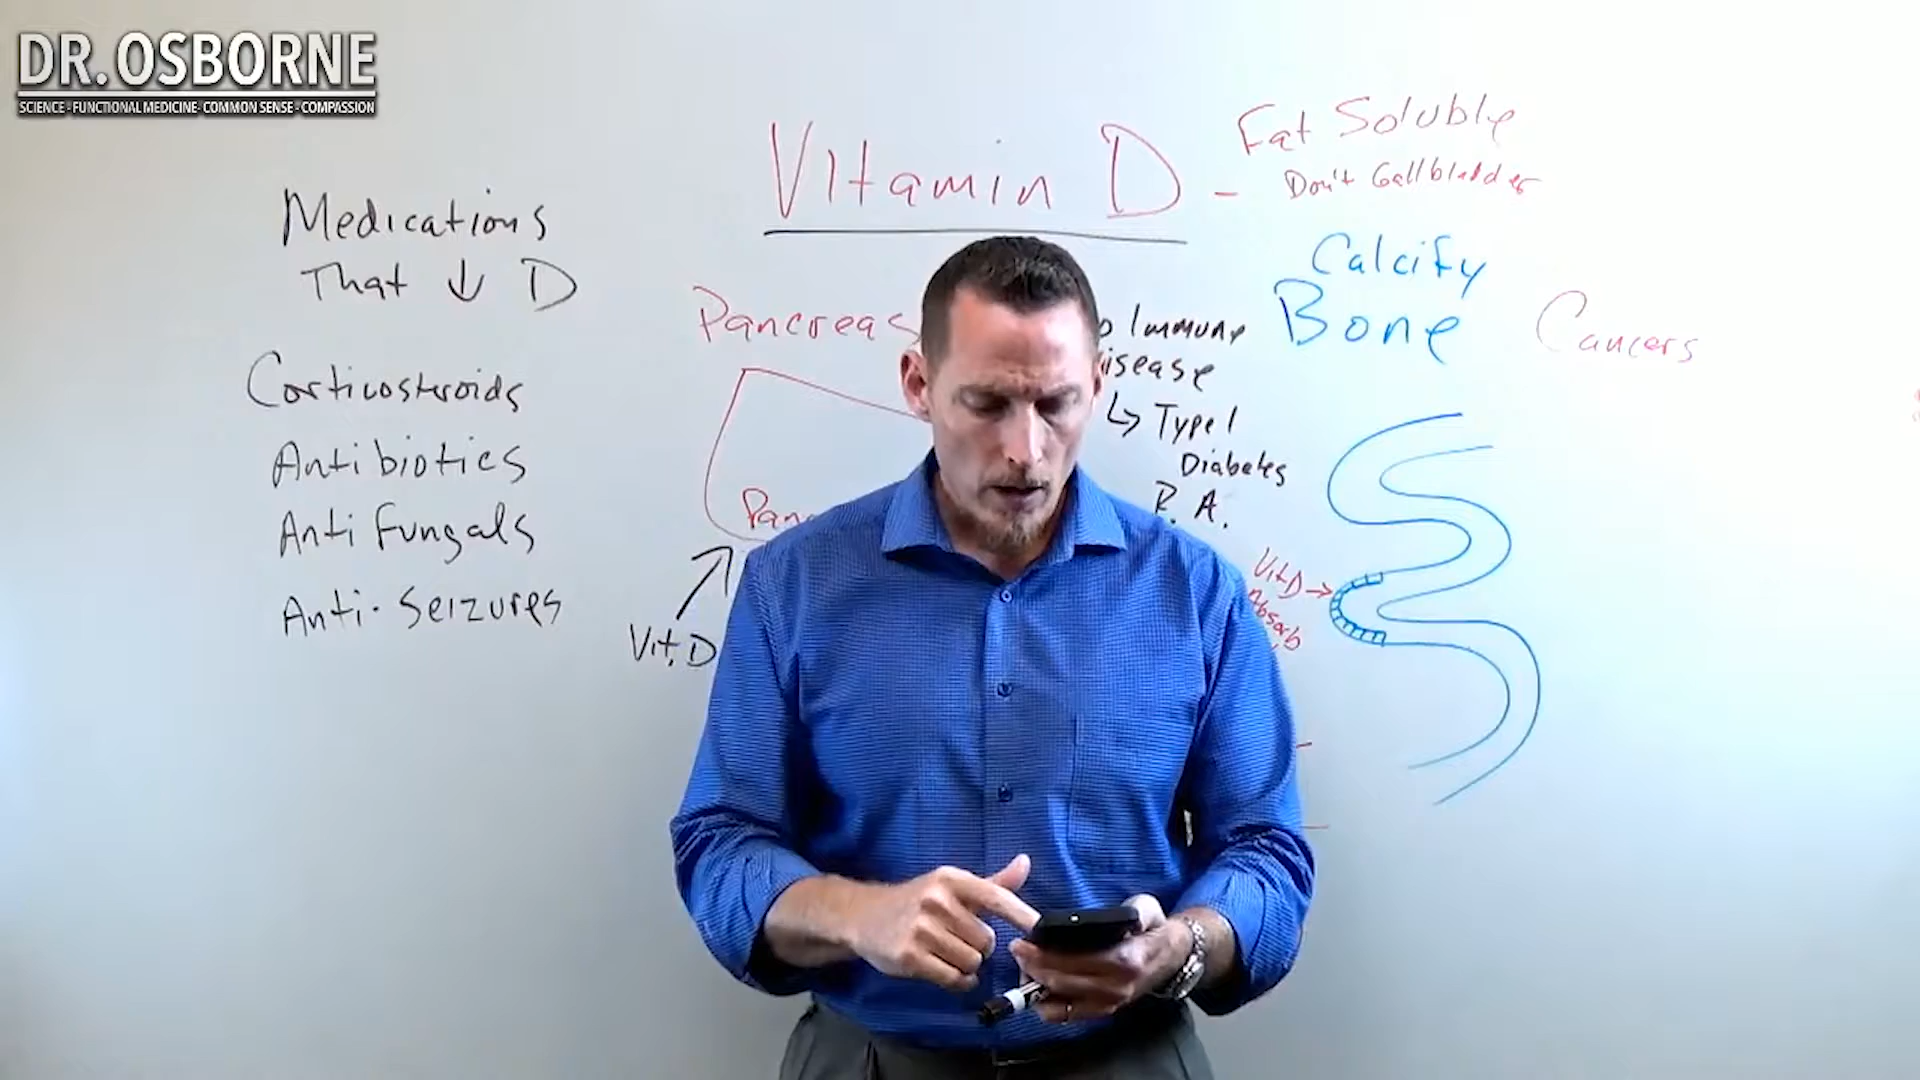 DR. OSBORNE
SCIENCE - FUNCTIONAL MEDICINE - COMMON SENSE - COMPASSION
Vitamin D -
Fat Soluble
Don't Gallbladder
Medications
That ↓ D
Corticosteroids
Antibiotics
Anti Fungals
Anti-Seizures
Pancreas
Vit. D
Immune
isease
↳ Type 1
Diabetes
R. A.
Calcify
Bone
Cancers
Vit D →
Absorb